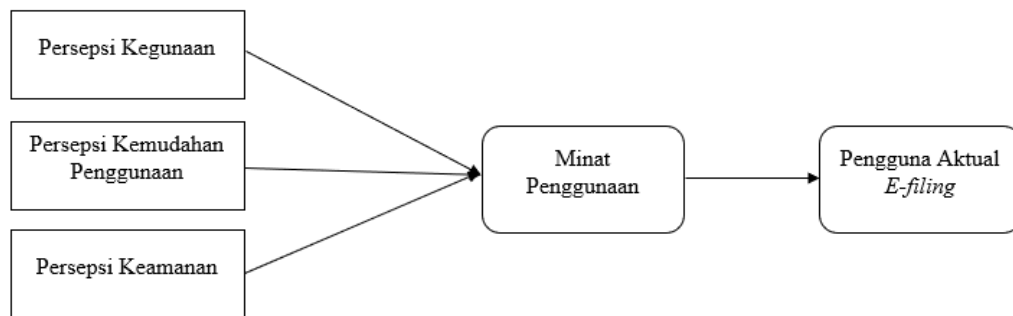 Persepsi Kegunaan
Persepsi Kemudahan
Penggunaan
Persepsi Keamanan
Minat
Penggunaan
Pengguna Aktual
E-filing